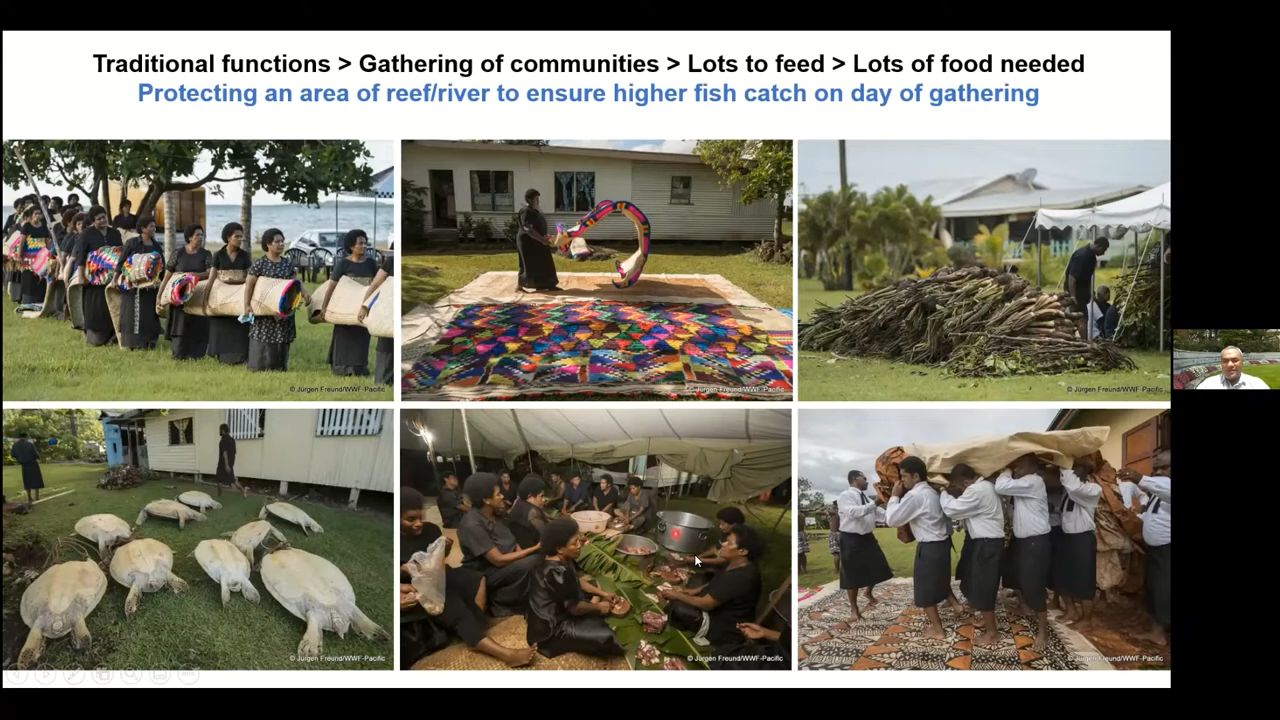 Traditional functions > Gathering of communities > Lots to feed > Lots of food needed
Protecting an area of reef/river to ensure higher fish catch on day of gathering
© Jürgen Freund/WWF-Pacific
© Jürgen Freund/WWF-Pacific
© Jürgen Freund/WWF-Pacific
© Jürgen Freund/WWF-Pacific
© Jürgen Freund/WWF-Pacific
© Jürgen Freund/WWF-Pacific